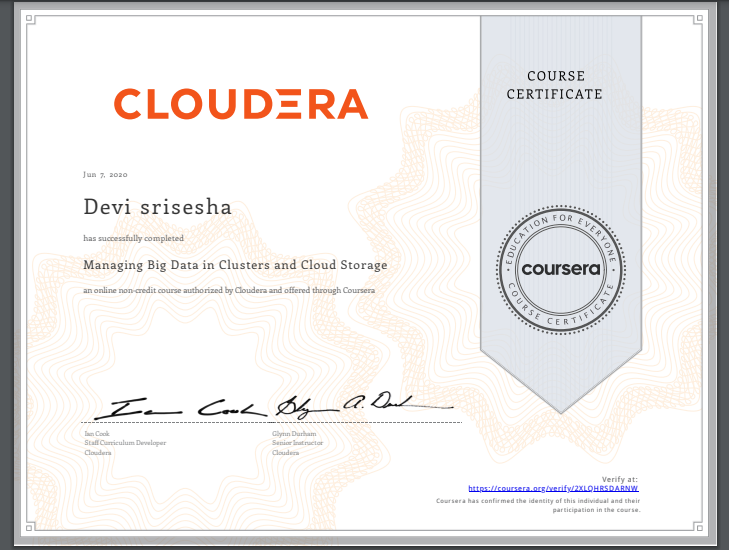 COURSE
CERTIFICATE
CLOUDERA
Jun 7, 2020
Devi srisesha
has successfully completed
Managing Big Data in Clusters and Cloud Storage
an online non-credit course authorized by Cloudera and offered through Coursera
EDUCATION FOR EVERYONE
coursera
COURSE CERTIFICATE
Ian Cook
Staff Curriculum Developer
Cloudera
Glynn Durham
Senior Instructor
Cloudera
Verify at:
https://coursera.org/verify/2XLQHRSDARNW
Coursera has confirmed the identity of this individual and their
participation in the course.